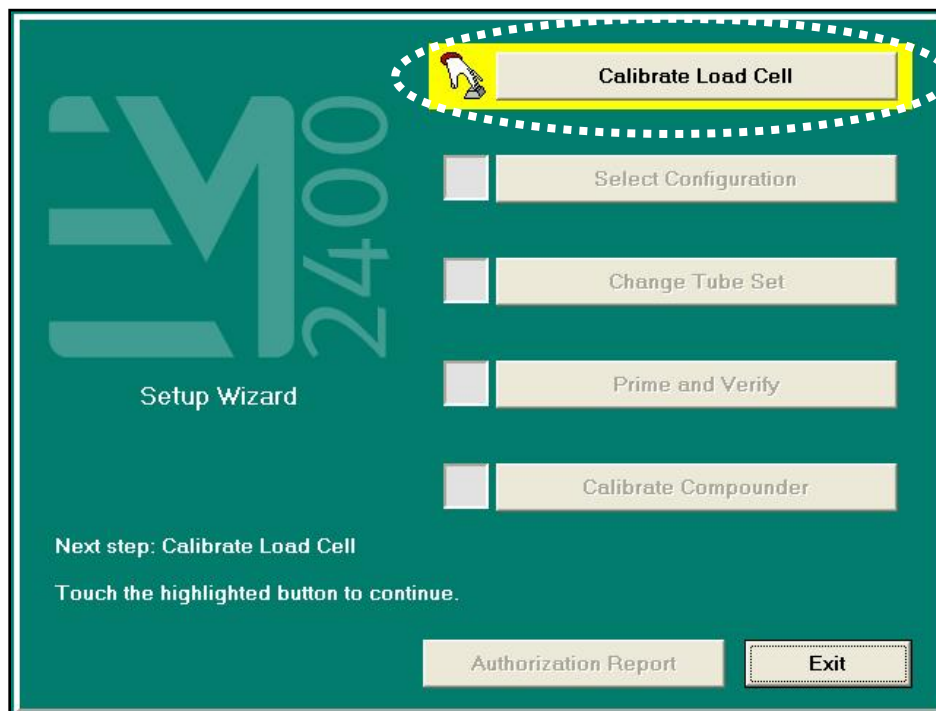 Calibrate Load Cell
EM
2400
Select Configuration
Change Tube Set
Prime and Verify
Setup Wizard
Calibrate Compounder
Next step: Calibrate Load Cell
Touch the highlighted button to continue.
Authorization Report
Exit